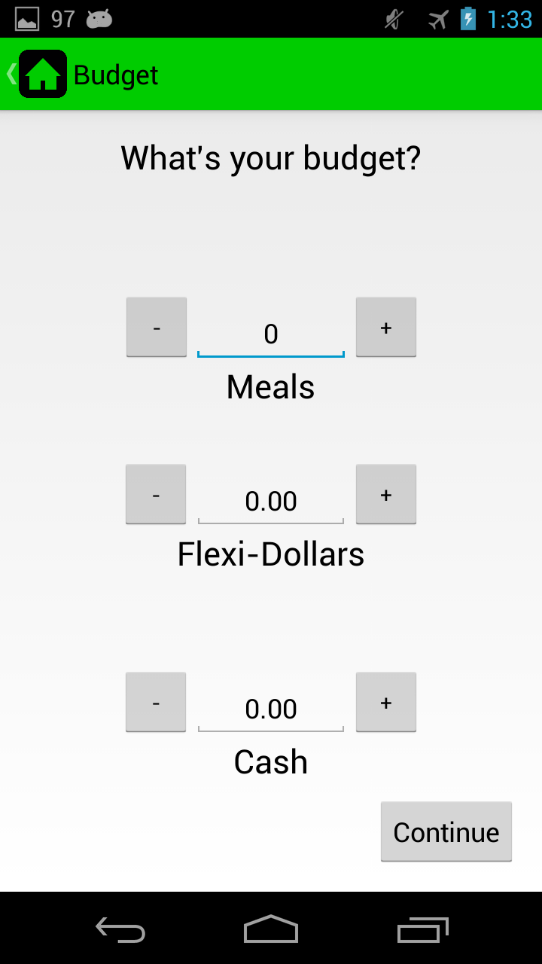 97 1:33
Budget
What's your budget?
- 0 +
Meals
- 0.00 +
Flexi-Dollars
- 0.00 +
Cash
Continue